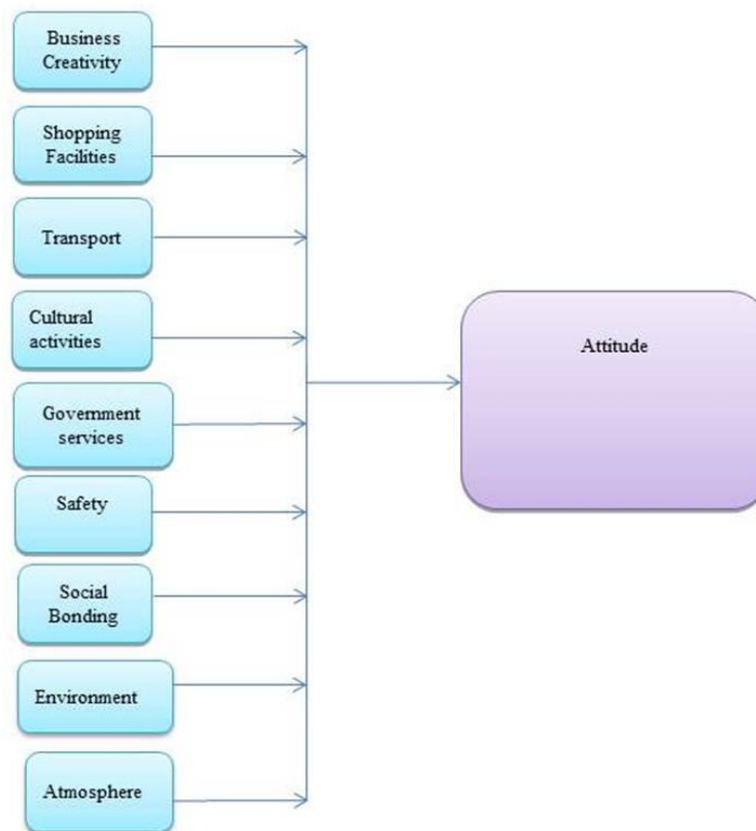 Business
Creativity
Shopping
Facilities
Transport
Cultural
activities
Government
services
Safety
Social
Bonding
Environment
Atmosphere
Attitude